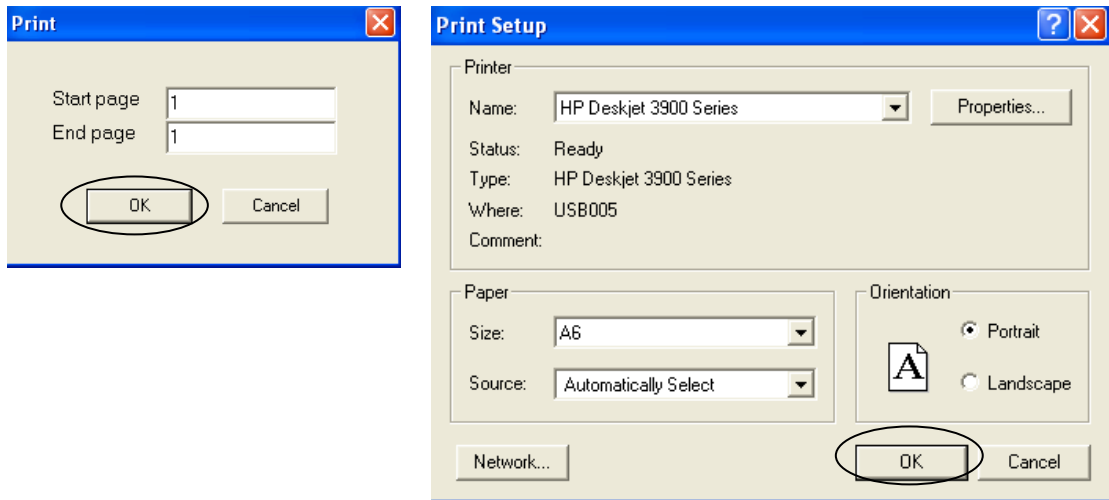 Print
Start page 1
End page 1
OK Cancel
Print Setup
Printer
Name: HP Deskjet 3900 Series Properties...
Status: Ready
Type: HP Deskjet 3900 Series
Where: USB005
Comment:
Paper
Size: A6
Source: Automatically Select
Orientation
A
Portrait
Landscape
Network... OK Cancel